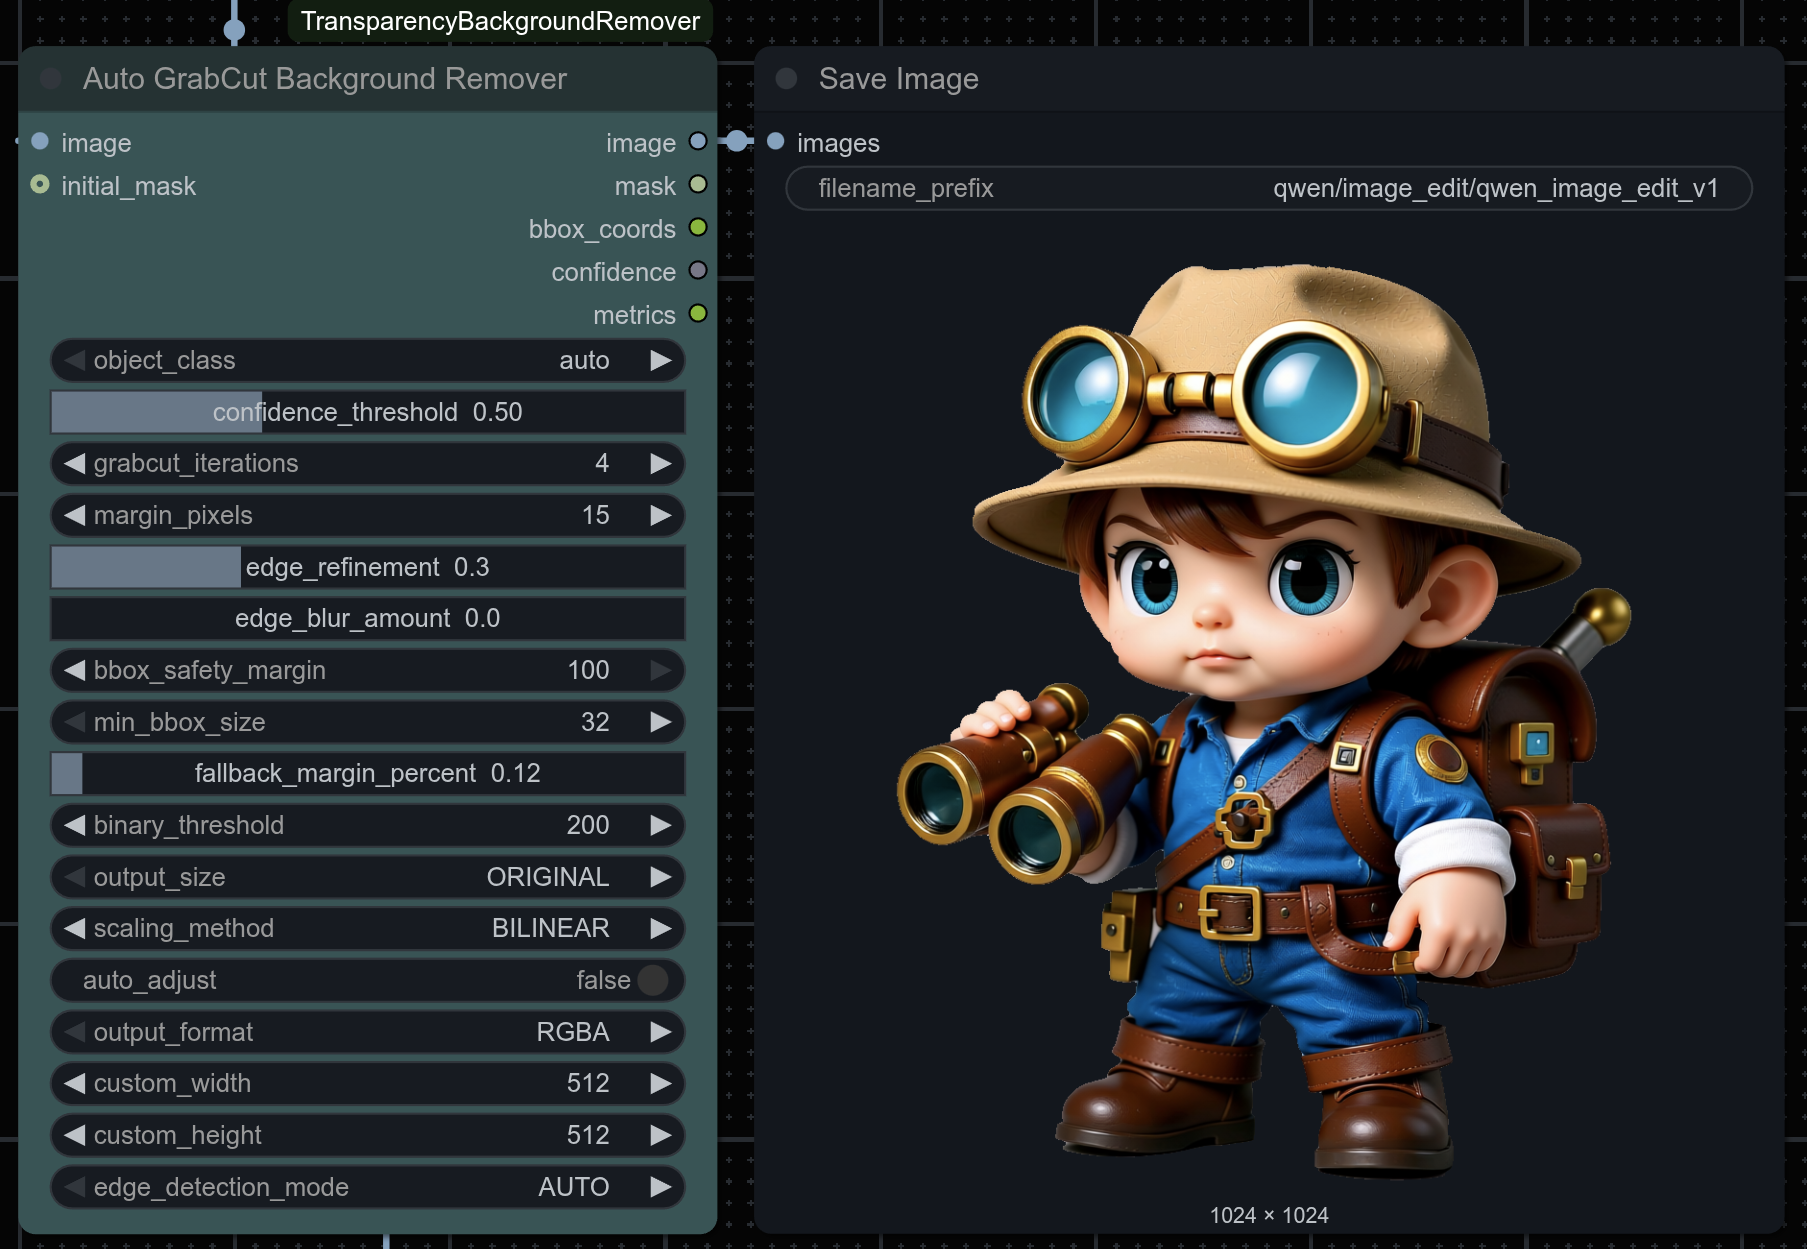 TransparencyBackgroundRemover
Auto GrabCut Background Remover
image
image
initial_mask
mask
bbox_coords
confidence
metrics
object_class auto
confidence_threshold 0.50
grabcut_iterations 4
margin_pixels 15
edge_refinement 0.3
edge_blur_amount 0.0
bbox_safety_margin 100
min_bbox_size 32
fallback_margin_percent 0.12
binary_threshold 200
output_size ORIGINAL
scaling_method BILINEAR
auto_adjust false
output_format RGBA
custom_width 512
custom_height 512
edge_detection_mode AUTO
Save Image
images
filename_prefix qwen/image_edit/qwen_image_edit_v1
1024 × 1024